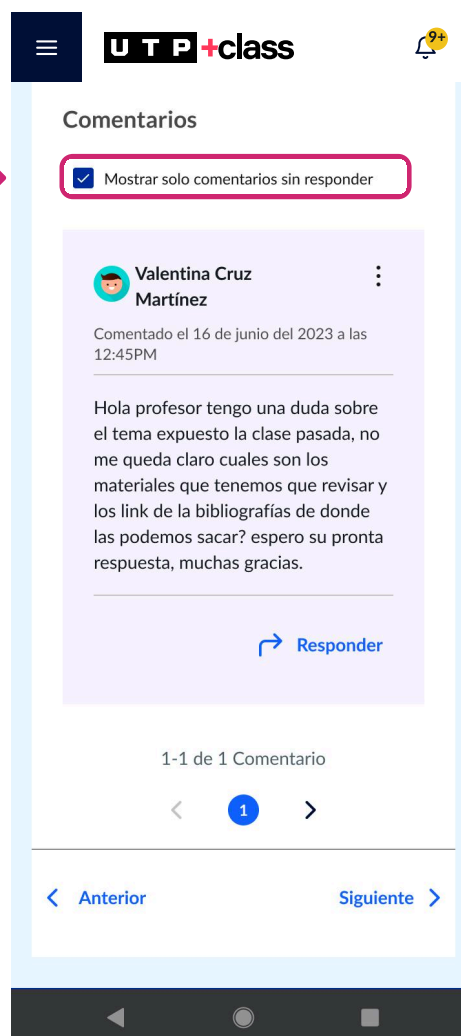 UTP+class
9+
Comentarios
Mostrar solo comentarios sin responder
Valentina Cruz
Martínez
Comentado el 16 de junio del 2023 a las
12:45PM
Hola profesor tengo una duda sobre
el tema expuesto la clase pasada, no
me queda claro cuales son los
materiales que tenemos que revisar y
los link de la bibliografías de donde
las podemos sacar? espero su pronta
respuesta, muchas gracias.
Responder
1-1 de 1 Comentario
1
Anterior
Siguiente